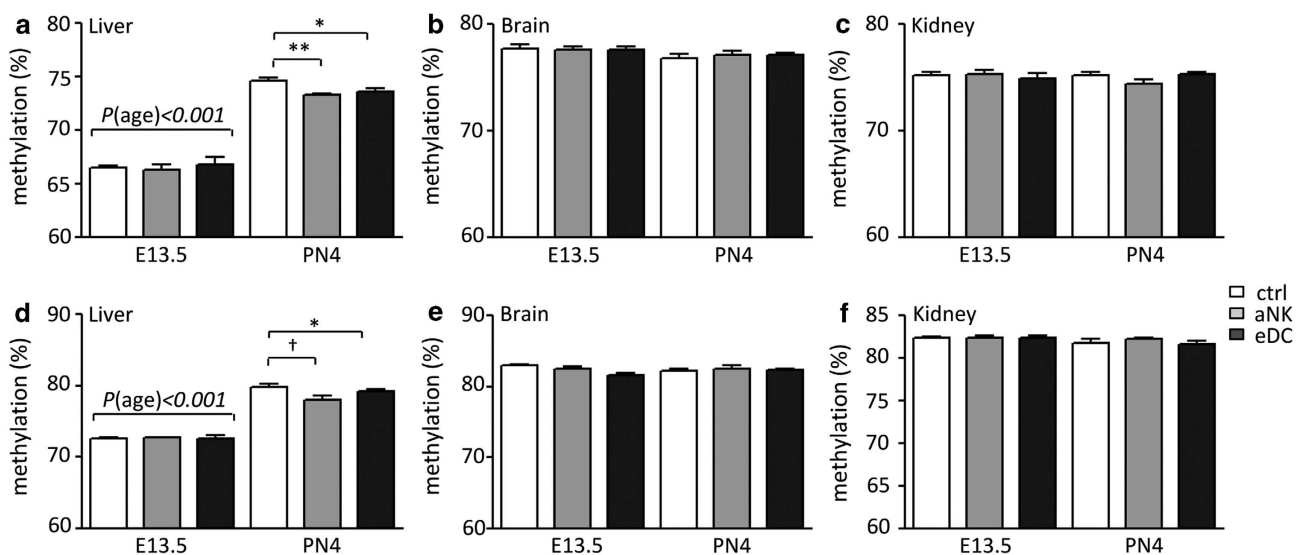 a Liver
methylation (%)
80
75
70
65
60
P(age)<0.001
**
*
E13.5 PN4
b Brain
methylation (%)
80
70
60
E13.5 PN4
c Kidney
methylation (%)
80
70
60
E13.5 PN4
d Liver
methylation (%)
90
80
70
60
P(age)<0.001
†
*
E13.5 PN4
e Brain
methylation (%)
90
80
70
60
E13.5 PN4
f Kidney
methylation (%)
85
80
75
70
65
60
E13.5 PN4
ctrl
aNK
eDC